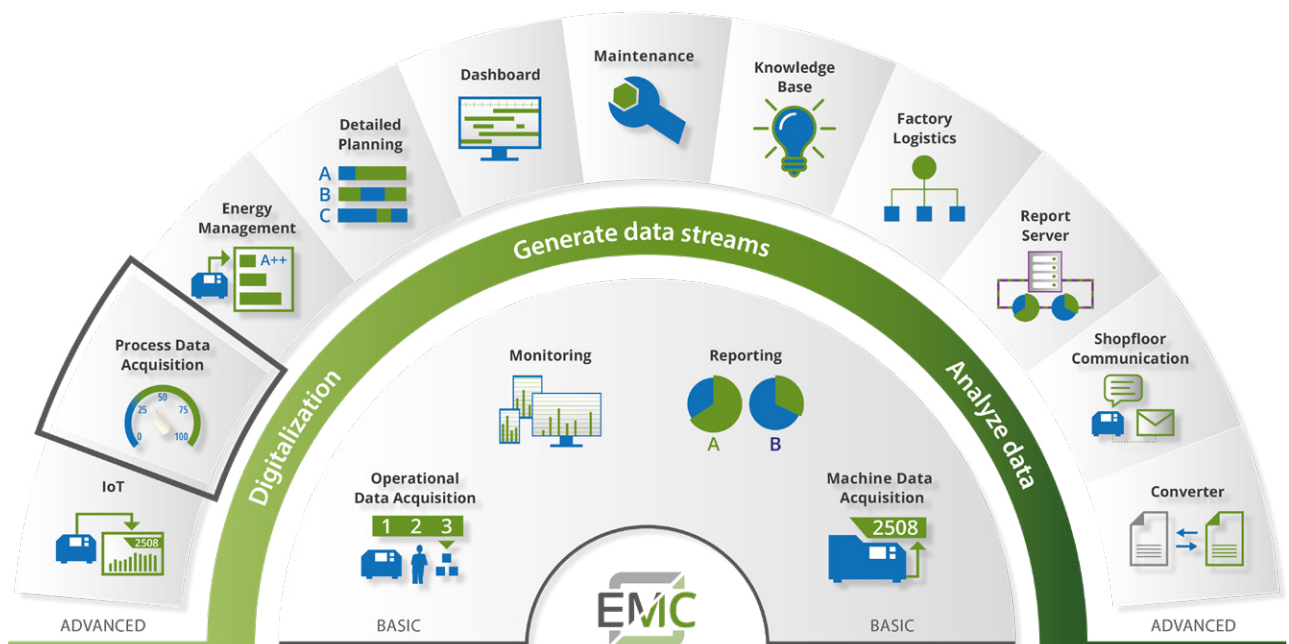 Maintenance
Dashboard
Knowledge
Base
Detailed
Planning
A
B
C
Factory
Logistics
Energy
Management
A++
Report
Server
Generate data streams
Process Data
Acquisition
0
25
50
75
100
Shopfloor
Communication
Monitoring
Reporting
A
B
Digitalization
Analyze data
IoT
2508
Operational
Data Acquisition
1 2 3
Machine Data
Acquisition
2508
Converter
EMC
ADVANCED
BASIC
BASIC
ADVANCED